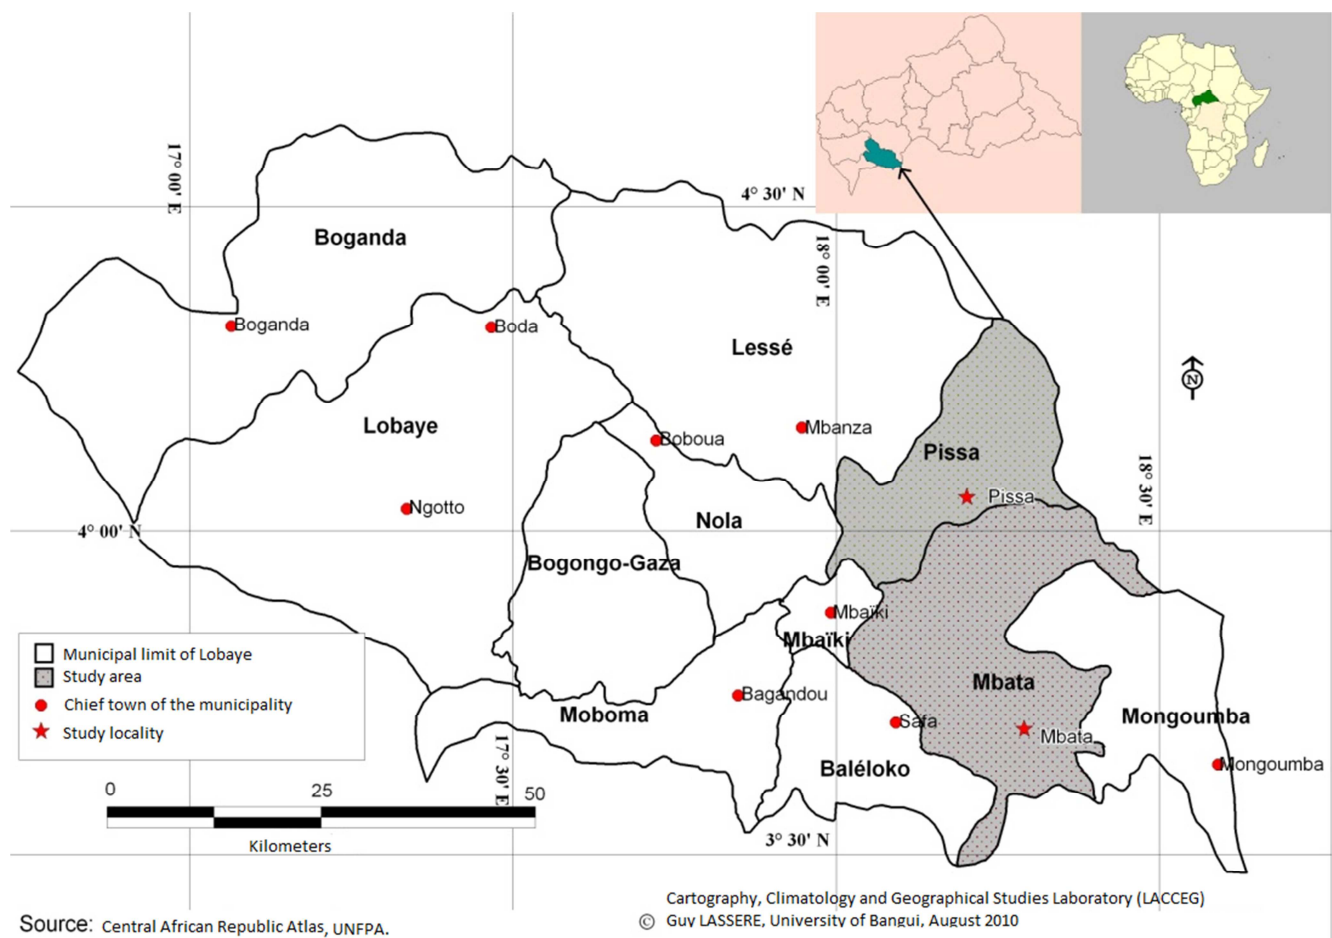 17° 00' E
4° 30' N
Boganda
18° 00' E
Boganda
Boda
Lessé
N
Lobaye
Mbanza
Boboua
Pissa
18° 30' E
Pissa
Ngotto
Nola
4° 00' N
Bogongo-Gaza
Mbaïki
Mbaïki
Municipal limit of Lobaye
Study area
Chief town of the municipality
Study locality
Mbata
Bagandou
Moboma
Safa
Mongoumba
Mbata
17° 30' E
Baléloko
Mongoumba
0 25 50
Kilometers
3° 30' N
Cartography, Climatology and Geographical Studies Laboratory (LACCEG)
© Guy LASSERE, University of Bangui, August 2010
Source: Central African Republic Atlas, UNFPA.